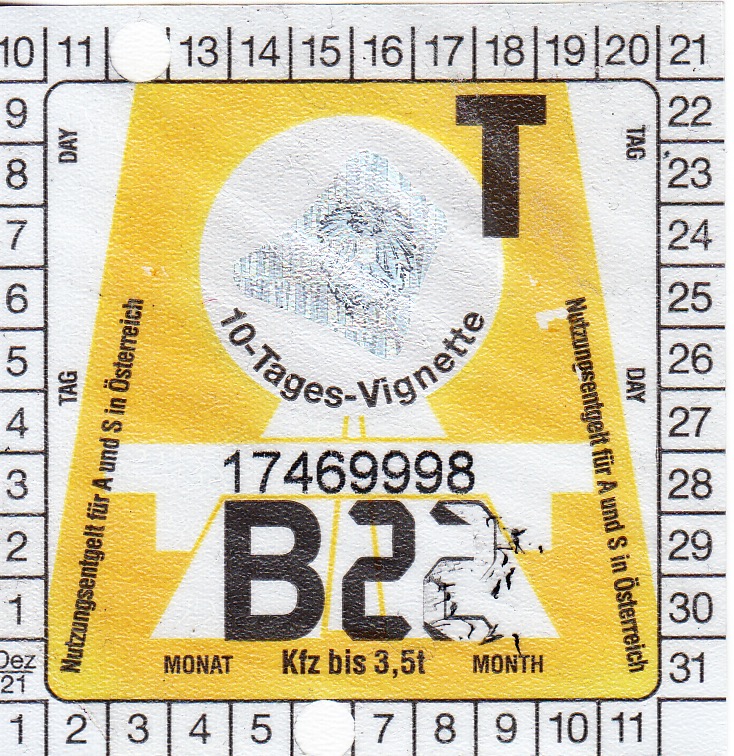 10 11 13 14 15 16 17 18 19 20 21
9 22
8 23
7 24
6 25
5 26
4 27
3 28
2 29
1 30
Dez 21 31
1 2 3 4 5 7 8 9 10 11
DAY
TAG
T
10-Tages-Vignette
TAG
DAY
Nutzungsentgelt für A und S in Österreich
Nutzungsentgelt für A und S in Österreich
17469998
B22
MONAT Kfz bis 3,5t MONTH